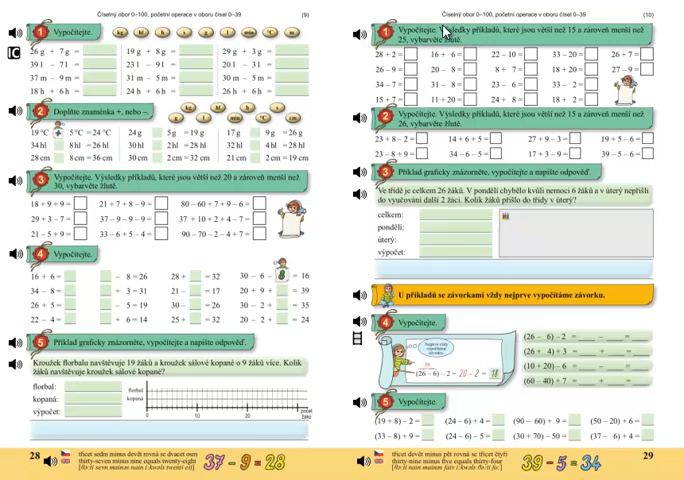 Číselný obor 0–100, početní operace v oboru čísel 0–39 (9)
1 Vypočítejte. kg hl h s g l min °C m
26 g + 7 g =
19 g + 8 g =
29 g + 3 g =
39 l − 7 l =
23 l − 9 l =
20 l − 3 l =
37 m − 9 m =
31 m − 5 m =
30 m − 5 m =
18 h + 6 h =
24 h + 6 h =
26 h + 6 h =
2 Doplňte znaménka +, nebo −.
19 °C + 5 °C = 24 °C
24 g 5 g = 19 g
17 g 9 g = 26 g
34 hl 8 hl = 26 hl
30 hl 2 hl = 28 hl
32 hl 4 hl = 28 hl
28 cm 8 cm = 36 cm
30 cm 2 cm = 32 cm
21 cm 2 cm = 19 cm
3 Vypočítejte. Výsledky příkladů, které jsou větší než 20 a zároveň menší než
30, vybarvěte žlutě.
18 + 9 + 9 =
21 + 7 + 8 − 9 =
80 − 60 + 7 + 9 − 6 =
29 + 3 − 7 =
37 − 9 − 9 − 9 =
37 + 10 + 2 + 4 − 7 =
21 − 5 + 9 =
33 − 6 + 5 − 4 =
90 − 70 − 2 − 4 + 7 =
4 Vypočítejte.
16 + 6 =
− 8 = 26
28 + = 32
30 − 6 − 8 = 16
34 − 8 =
+ 3 = 31
21 − = 17
20 + 9 + = 39
26 + 5 =
− 5 = 19
30 − = 26
30 − 2 + = 35
22 − 4 =
+ 6 = 14
25 + = 32
20 − 2 + = 24
5 Příklad graficky znázorněte, vypočítejte a napište odpověď.
Kroužek florbalu navštěvuje 19 žáků a kroužek sálové kopané o 9 žáků více. Kolik
žáků navštěvuje kroužek sálové kopané?
florbal:
kopaná:
výpočet:
florbal
kopaná
0 10 20 30 počet
žáků
28 třicet sedm mínus devět rovná se dvacet osm
thirty-seven minus nine equals twenty-eight
37 − 9 = 28
Číselný obor 0–100, početní operace v oboru čísel 0–39 (10)
1 Vypočítejte. Výsledky příkladů, které jsou větší než 15 a zároveň menší než
25, vybarvěte žlutě.
28 + 2 =
16 + 6 =
22 − 10 =
33 − 20 =
26 + 7 =
26 − 9 =
20 − 8 =
8 + 7 =
18 + 20 =
27 − 9 =
34 − 7 =
31 − 8 =
23 − 6 =
33 − 2 =
15 + 7 =
11 + 20 =
24 + 8 =
18 + 2 =
2 Vypočítejte. Výsledky příkladů, které jsou větší než 15 a zároveň menší než
26, vybarvěte žlutě.
23 + 8 − 2 =
14 + 6 + 5 =
27 + 9 − 3 =
19 + 5 − 6 =
23 − 8 + 9 =
34 − 6 − 5 =
17 + 3 − 9 =
39 − 5 − 6 =
3 Příklad graficky znázorněte, vypočítejte a napište odpověď.
Ve třídě je celkem 26 žáků. V pondělí chybělo kvůli nemoci 6 žáků a v úterý nepřišli
do vyučování další 2 žáci. Kolik žáků přišlo do třídy v úterý?
celkem:
pondělí:
úterý:
výpočet:
U příkladů se závorkami vždy nejprve vypočítáme závorku.
4 Vypočítejte.
Nejprve vždy
vypočítáme
závorku.
20
(26 − 6) − 2 = 20 − 2 = 18
(26 − 6) − 2 = − =
(26 + 4) + 3 = + =
(10 + 20) − 6 = − =
(60 − 40) + 7 = + =
5 Vypočítejte.
(19 + 8) − 2 =
(24 − 6) + 4 =
(90 − 60) + 9 =
(50 − 20) + 6 =
(33 − 8) + 9 =
(24 − 6) − 5 =
(30 + 70) − 50 =
(37 − 6) + 4 =
třicet devět mínus pět rovná se třicet čtyři
thirty-nine minus five equals thirty-four
39 − 5 = 34
29